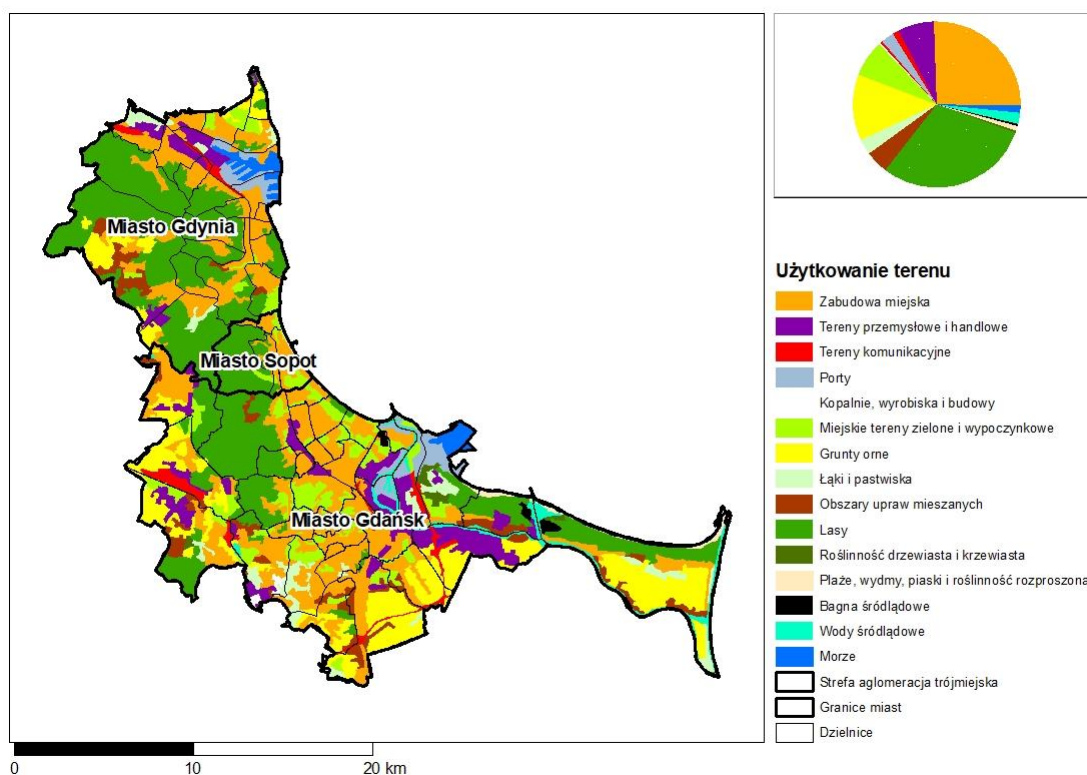 Miasto Gdynia
Miasto Sopot
Miasto Gdańsk
0 10 20 km
Użytkowanie terenu
Zabudowa miejska
Tereny przemysłowe i handlowe
Tereny komunikacyjne
Porty
Kopalnie, wyrobiska i budowy
Miejskie tereny zielone i wypoczynkowe
Grunty orne
Łąki i pastwiska
Obszary upraw mieszanych
Lasy
Roślinność drzewiasta i krzewiasta
Plaże, wydmy, piaski i roślinność rozproszona
Bagna śródlądowe
Wody śródlądowe
Morze
Strefa aglomeracja trójmiejska
Granice miast
Dzielnice